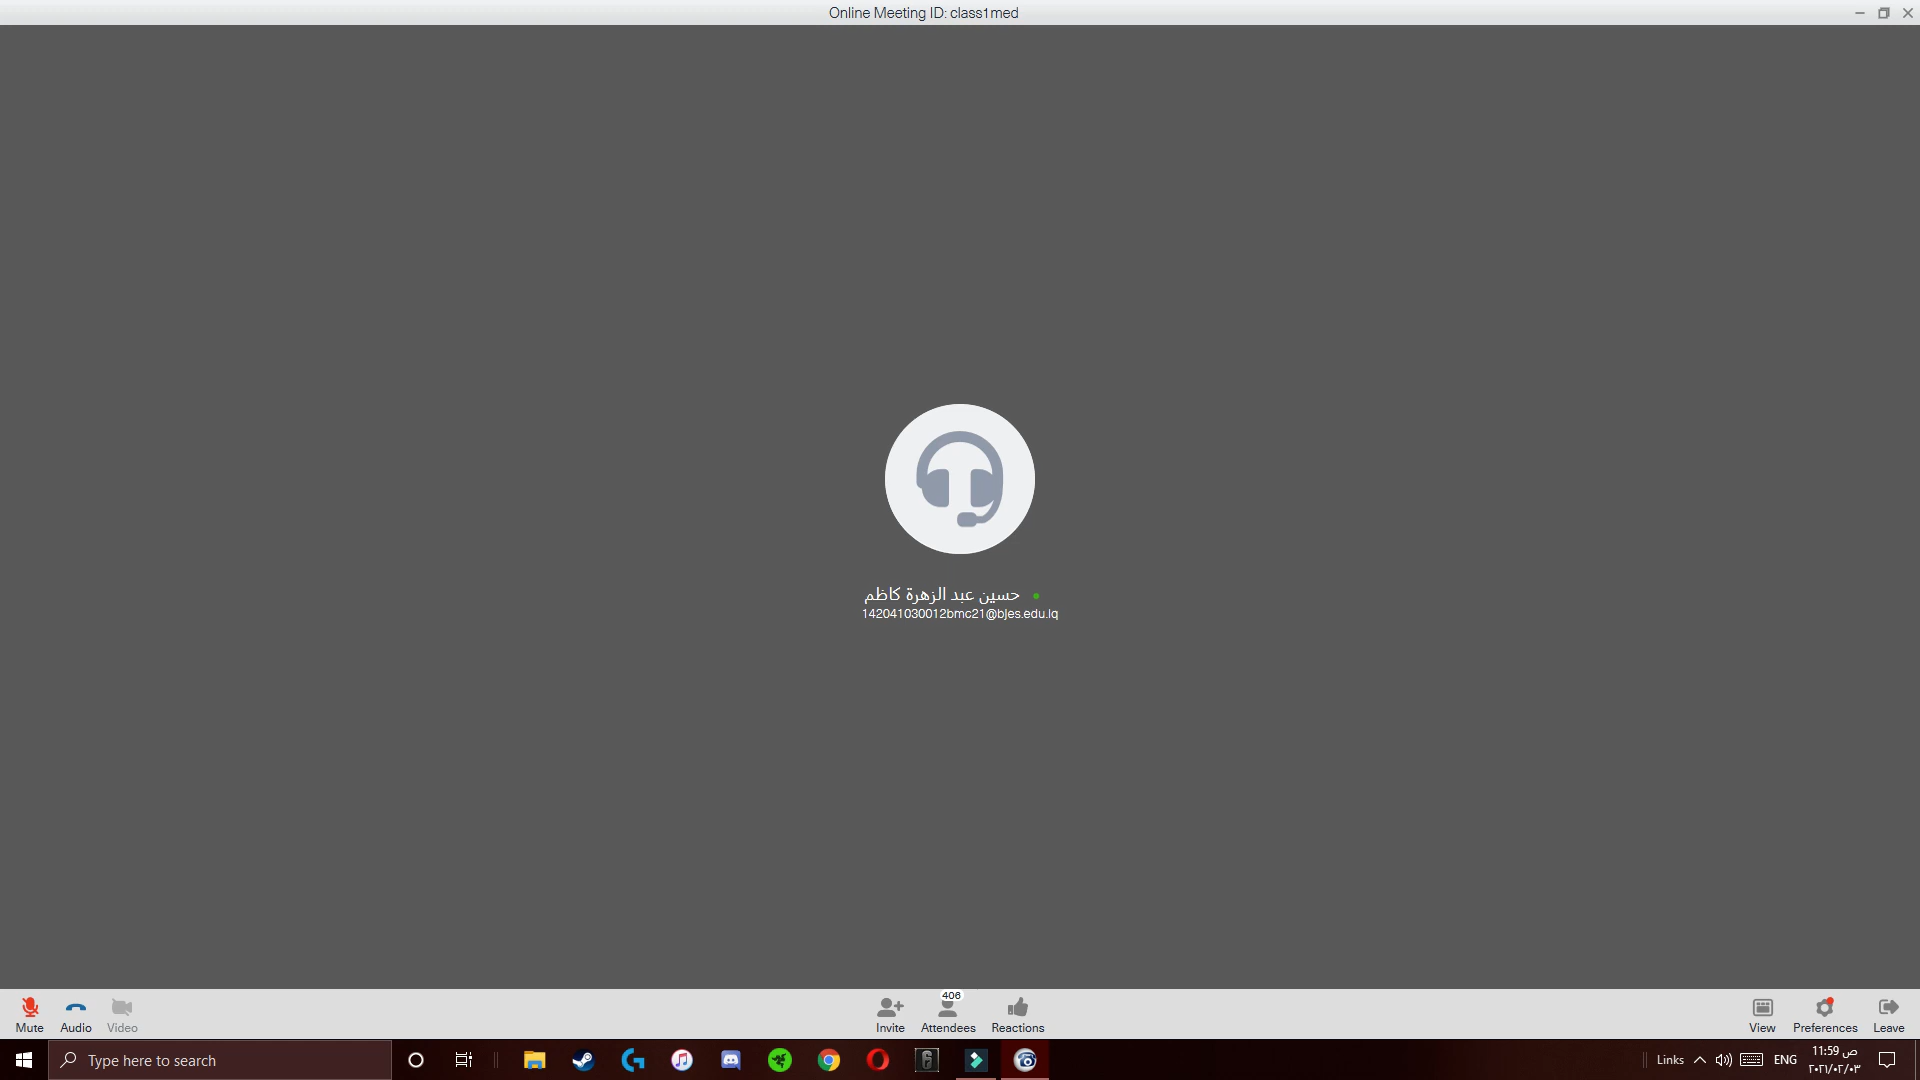 Online Meeting ID: class1med
حسين عبد الزهرة كاظم
142041030012bmc21@bjes.edu.iq
406
Mute Audio Video Invite Attendees Reactions View Preferences Leave
Type here to search
Links ENG
11:59 ص
٢٠٢١/٠٢/٠٣